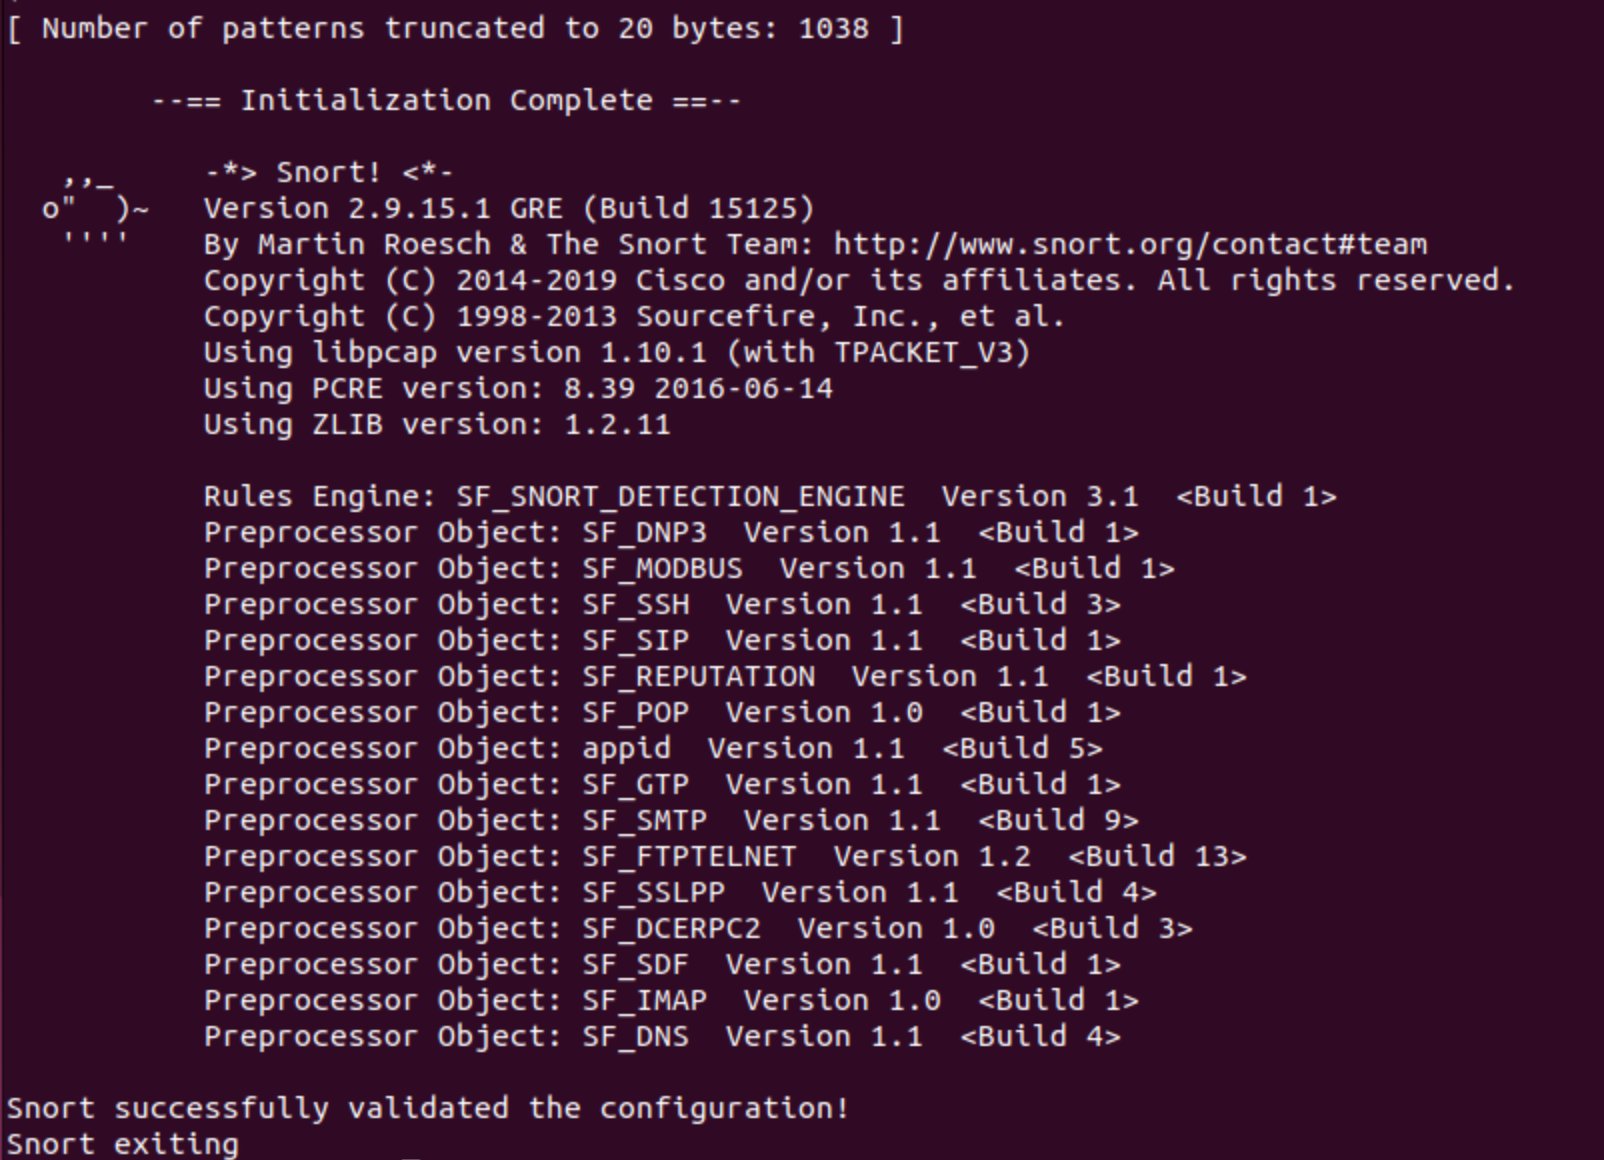 [ Number of patterns truncated to 20 bytes: 1038 ]
--== Initialization Complete ==--
,,_     -*> Snort! <*-
o"  )~   Version 2.9.15.1 GRE (Build 15125)
''''    By Martin Roesch & The Snort Team: http://www.snort.org/contact#team
Copyright (C) 2014-2019 Cisco and/or its affiliates. All rights reserved.
Copyright (C) 1998-2013 Sourcefire, Inc., et al.
Using libpcap version 1.10.1 (with TPACKET_V3)
Using PCRE version: 8.39 2016-06-14
Using ZLIB version: 1.2.11
Rules Engine: SF_SNORT_DETECTION_ENGINE  Version 3.1  <Build 1>
Preprocessor Object: SF_DNP3  Version 1.1  <Build 1>
Preprocessor Object: SF_MODBUS  Version 1.1  <Build 1>
Preprocessor Object: SF_SSH  Version 1.1  <Build 3>
Preprocessor Object: SF_SIP  Version 1.1  <Build 1>
Preprocessor Object: SF_REPUTATION  Version 1.1  <Build 1>
Preprocessor Object: SF_POP  Version 1.0  <Build 1>
Preprocessor Object: appid  Version 1.1  <Build 5>
Preprocessor Object: SF_GTP  Version 1.1  <Build 1>
Preprocessor Object: SF_SMTP  Version 1.1  <Build 9>
Preprocessor Object: SF_FTPTELNET  Version 1.2  <Build 13>
Preprocessor Object: SF_SSLPP  Version 1.1  <Build 4>
Preprocessor Object: SF_DCERPC2  Version 1.0  <Build 3>
Preprocessor Object: SF_SDF  Version 1.1  <Build 1>
Preprocessor Object: SF_IMAP  Version 1.0  <Build 1>
Preprocessor Object: SF_DNS  Version 1.1  <Build 4>
Snort successfully validated the configuration!
Snort exiting